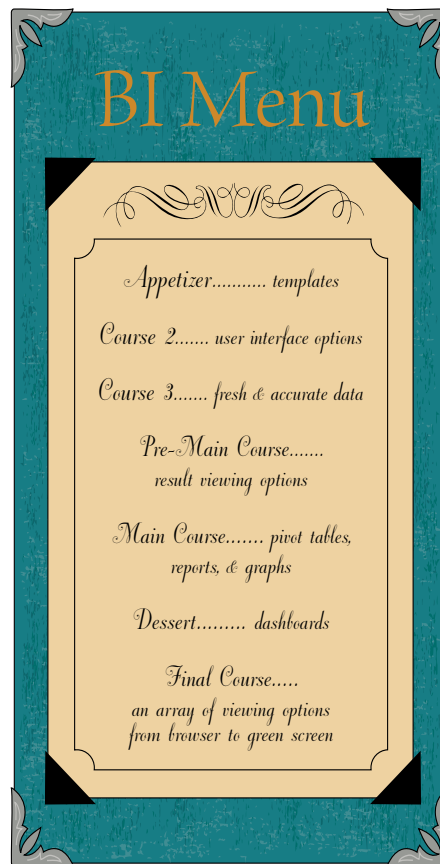 BI Menu
Appetizer........... templates
Course 2....... user interface options
Course 3....... fresh & accurate data
Pre-Main Course.......
result viewing options
Main Course....... pivot tables,
reports, & graphs
Dessert......... dashboards
Final Course.....
an array of viewing options
from browser to green screen